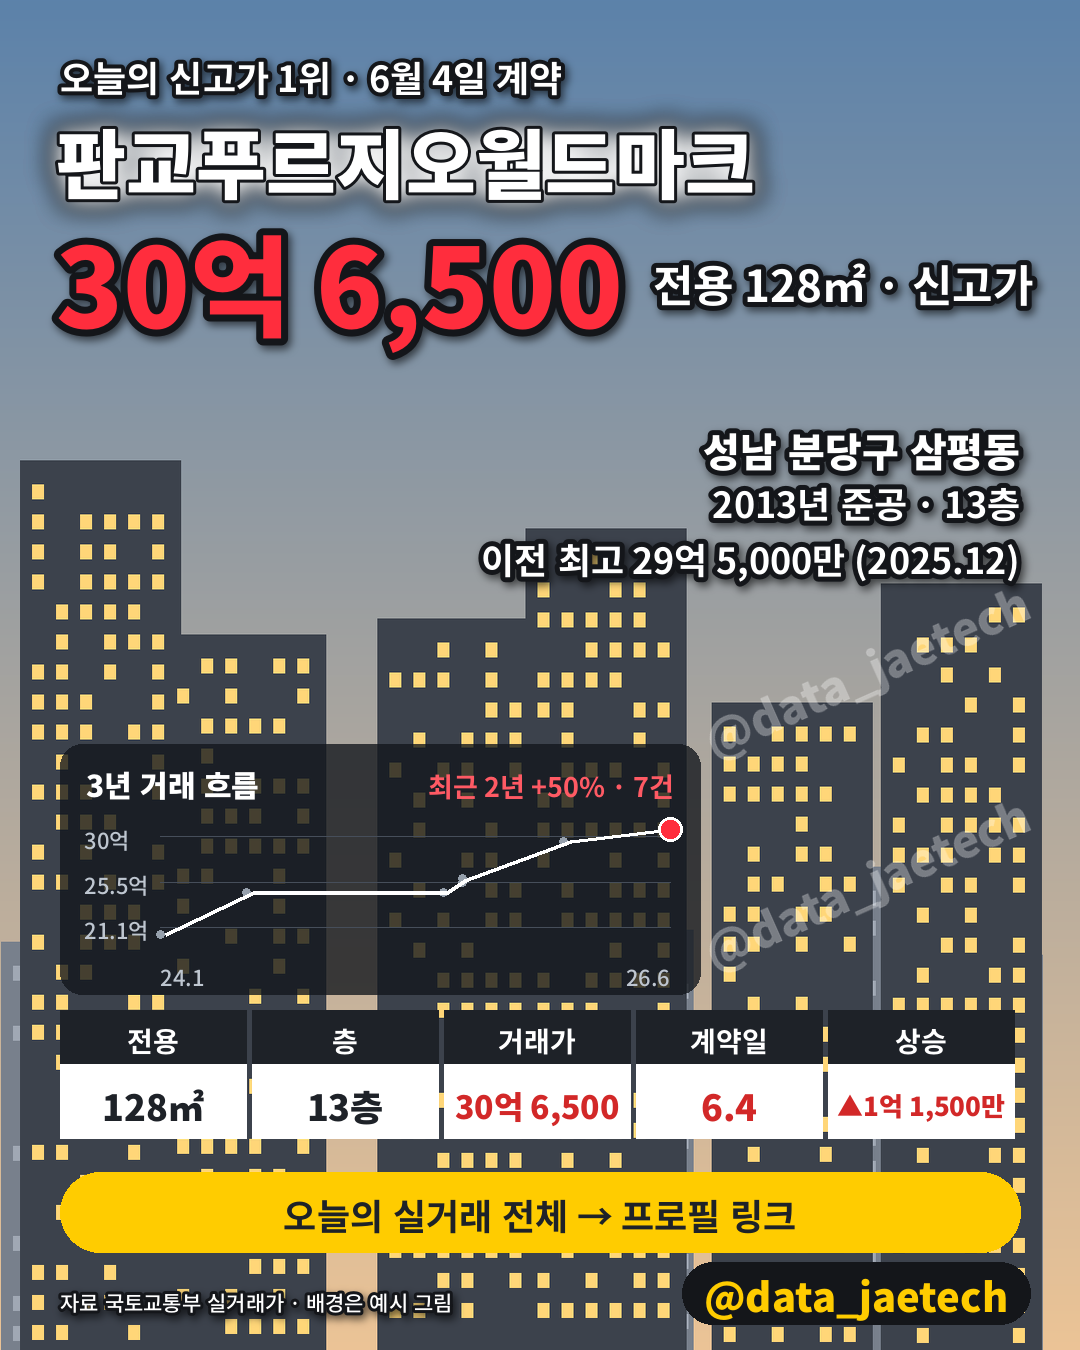 오늘의 신고가 1위 · 6월 4일 계약
판교푸르지오월드마크
30억 6,500 전용 128㎡ · 신고가
성남 분당구 삼평동
2013년 준공 · 13층
이전 최고 29억 5,000만 (2025.12)
@data_jaetech
@data_jaetech
3년 거래 흐름 최근 2년 +50% · 7건
30억
25.5억
21.1억
24.1 26.6
전용 층 거래가 계약일 상승
128㎡ 13층 30억 6,500 6.4 ▲1억 1,500만
오늘의 실거래 전체 → 프로필 링크
자료 국토교통부 실거래가 · 배경은 예시 그림
@data_jaetech